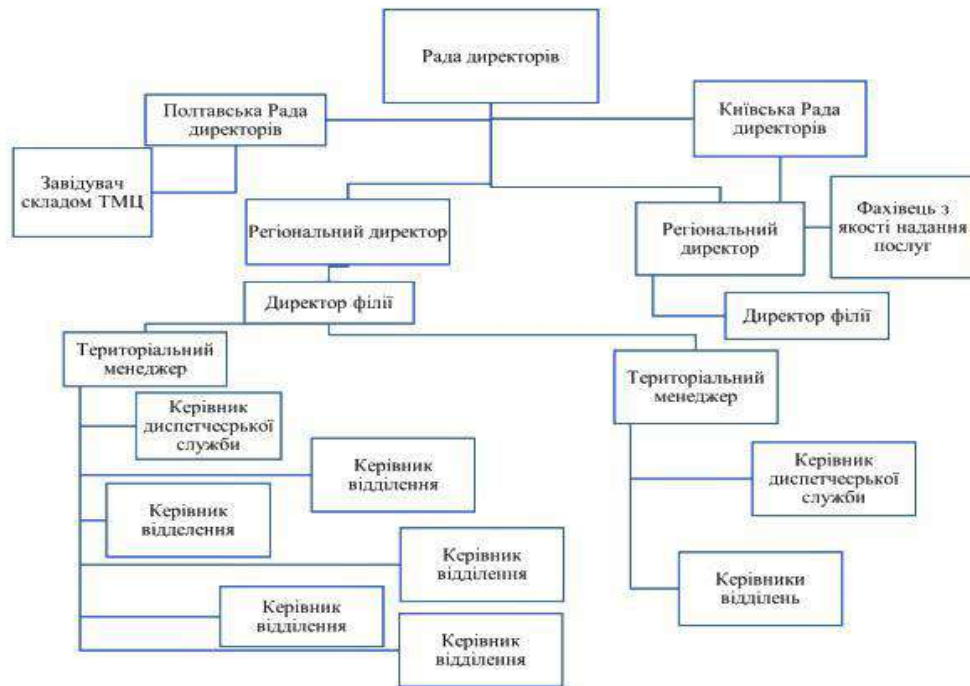 Рада директорів
Полтавська Рада
директорів
Київська Рада
директорів
Завідувач
складом ТМЦ
Регіональний директор
Регіональний
директор
Фахівець з
якості надання
послуг
Директор філії
Директор філії
Територіальний
менеджер
Територіальний
менеджер
Керівник
диспетчесрької
служби
Керівник
відділення
Керівник
диспетчесрької
служби
Керівник
відділення
Керівник
відділення
Керівники
відділень
Керівник
відділення
Керівник
відділення